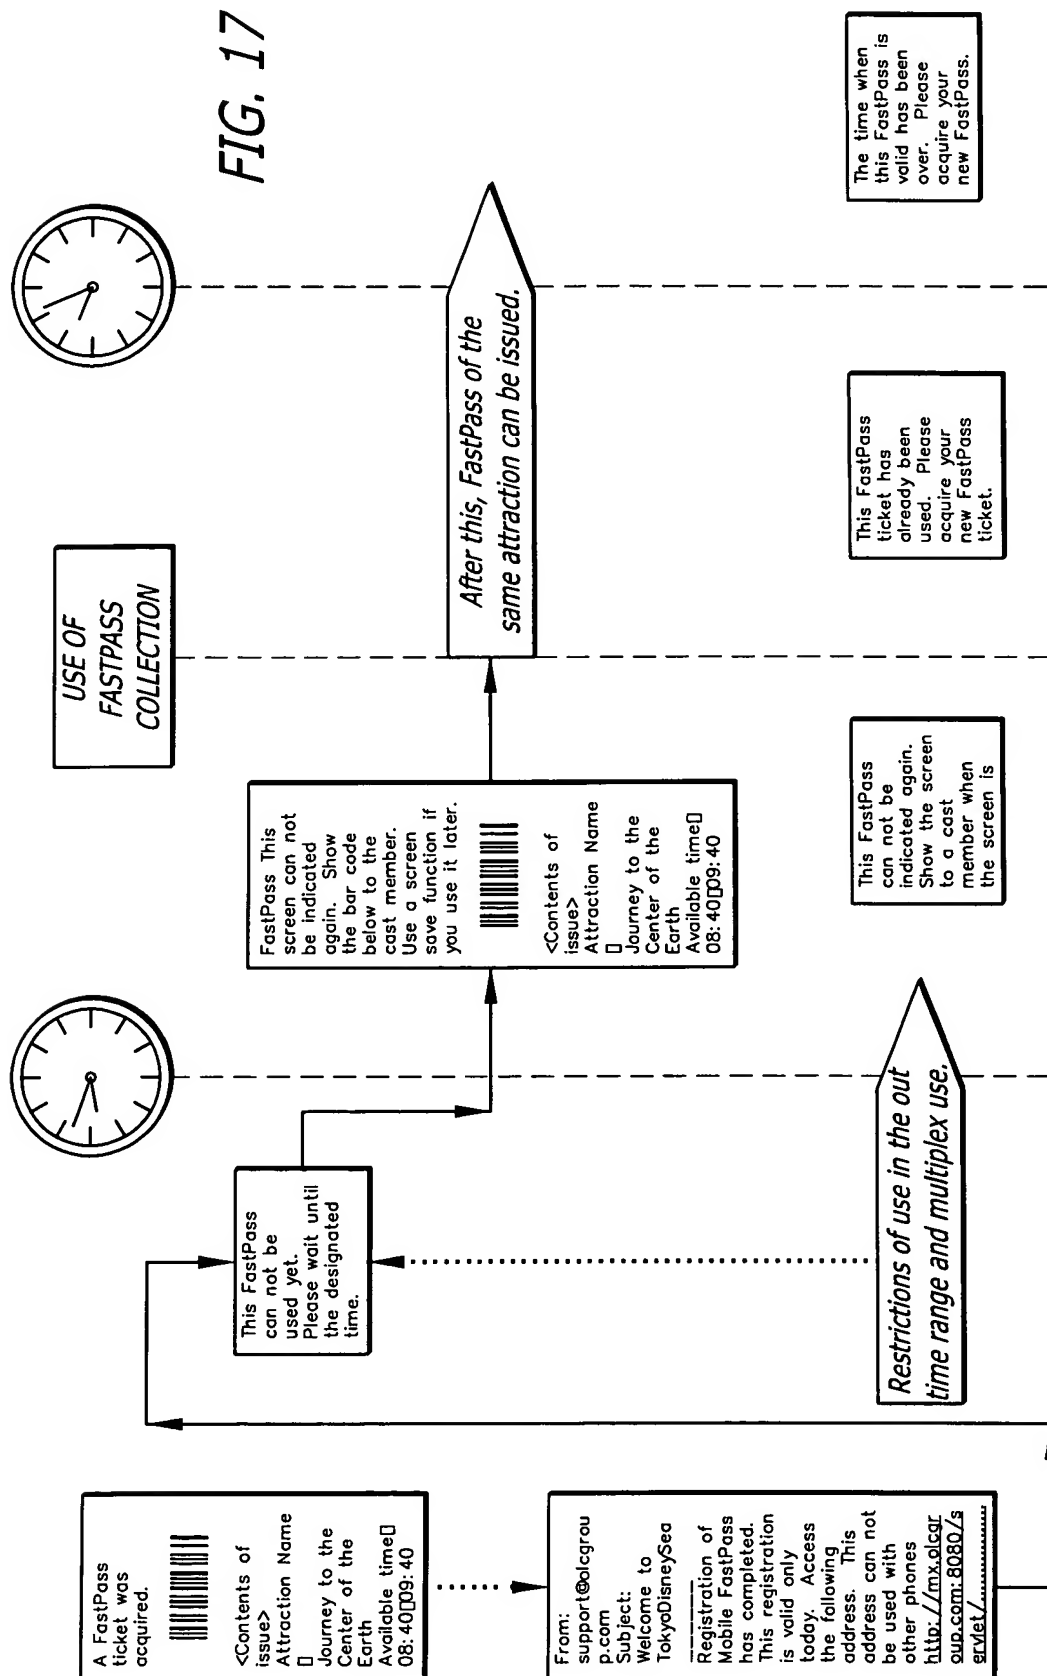 FIG. 17
A FastPass
ticket was
acquired.
<Contents of
issue>
Attraction Name
▯
Journey to the
Center of the
Earth
Available time▯
08:40▯09:40
From:
support@olcgrou
p.com
Subject:
Welcome to
TokyoDisneySea
Registration of
Mobile FastPass
has completed.
This registration
is valid only
today. Access
the following
address. This
address can not
be used with
other phones
http://mx.olcgr
oup.com:8080/s
ervlet/..............
This FastPass
can not be
used yet.
Please wait until
the designated
time.
Restrictions of use in the out
time range and multiplex use.
FastPass This
screen can not
be indicated
again. Show
the bar code
below to the
cast member.
Use a screen
save function if
you use it later.
<Contents of
issue>
Attraction Name
▯
Journey to the
Center of the
Earth
Available time▯
08:40▯09:40
This FastPass
can not be
indicated again.
Show the screen
to a cast
member when
the screen is
USE OF
FASTPASS
COLLECTION
After this, FastPass of the
same attraction can be issued.
This FastPass
ticket has
already been
used. Please
acquire your
new FastPass
ticket.
The time when
this FastPass is
valid has been
over. Please
acquire your
new FastPass.